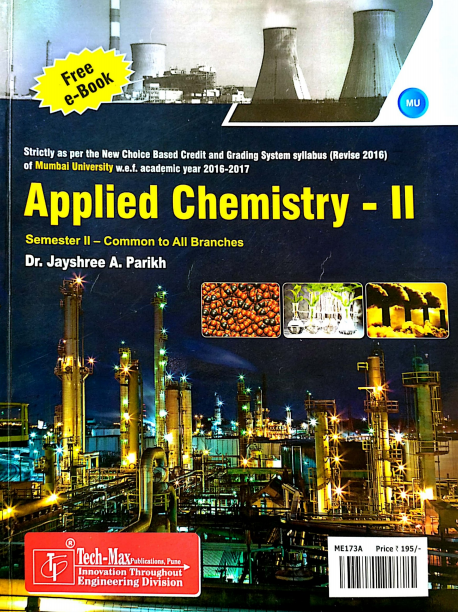 Free
e-Book
MU
Strictly as per the New Choice Based Credit and Grading System syllabus (Revise 2016)
of Mumbai University w.e.f. academic year 2016-2017
Applied Chemistry - II
Semester II – Common to All Branches
Dr. Jayshree A. Parikh
®
Tech-Max Publications, Pune
Innovation Throughout
Engineering Division
ME173A Price ₹ 195/-